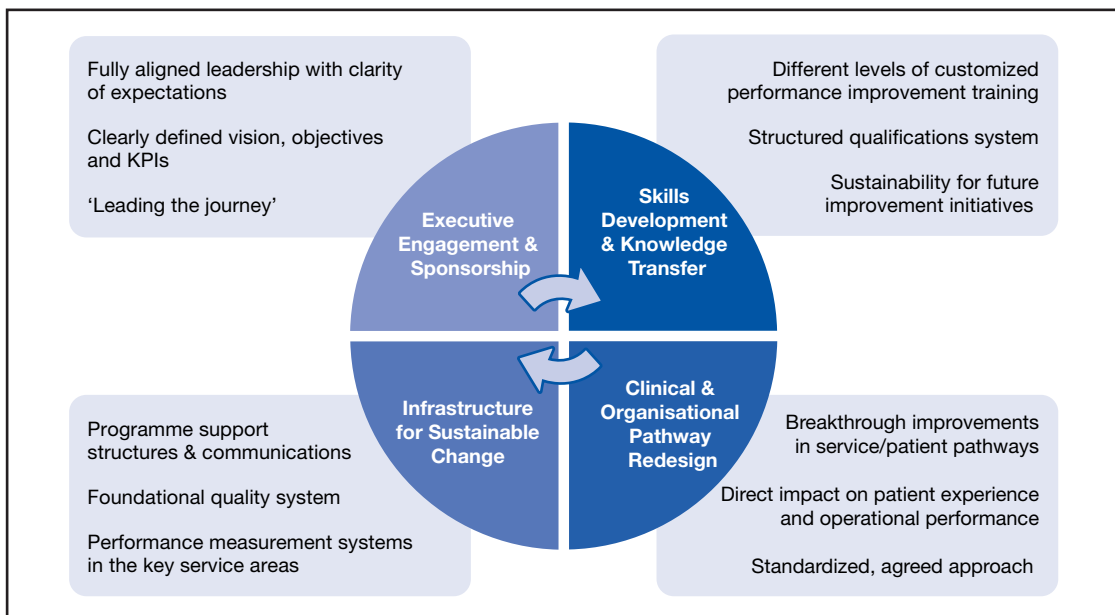 Fully aligned leadership with clarity
of expectations
Clearly defined vision, objectives
and KPIs
‘Leading the journey’
Different levels of customized
performance improvement training
Structured qualifications system
Sustainability for future
improvement initiatives
Executive
Engagement &
Sponsorship
Skills
Development
& Knowledge
Transfer
Infrastructure
for Sustainable
Change
Clinical &
Organisational
Pathway
Redesign
Programme support
structures & communications
Foundational quality system
Performance measurement systems
in the key service areas
Breakthrough improvements
in service/patient pathways
Direct impact on patient experience
and operational performance
Standardized, agreed approach